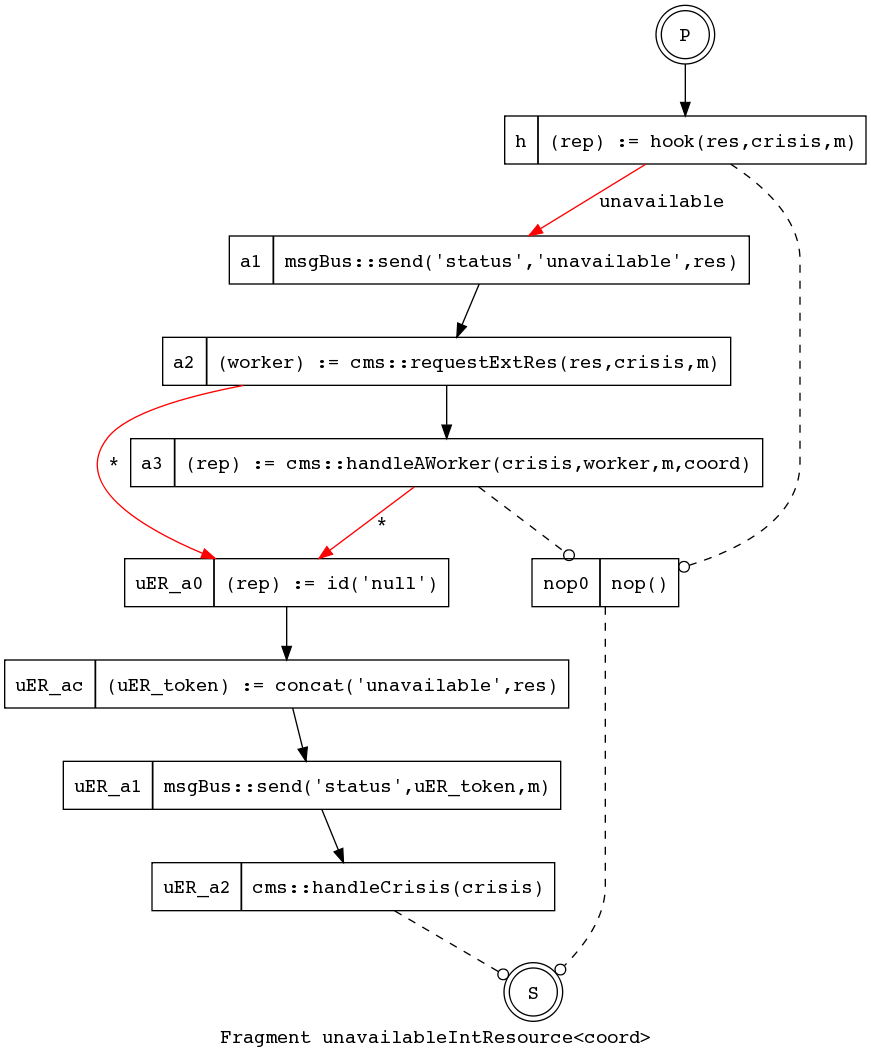 P
h (rep) := hook(res,crisis,m)
unavailable
a1 msgBus::send('status','unavailable',res)
a2 (worker) := cms::requestExtRes(res,crisis,m)
* a3 (rep) := cms::handleAWorker(crisis,worker,m,coord)
*
uER_a0 (rep) := id('null') nop0 nop()
uER_ac (uER_token) := concat('unavailable',res)
uER_a1 msgBus::send('status',uER_token,m)
uER_a2 cms::handleCrisis(crisis)
S
Fragment unavailableIntResource<coord>